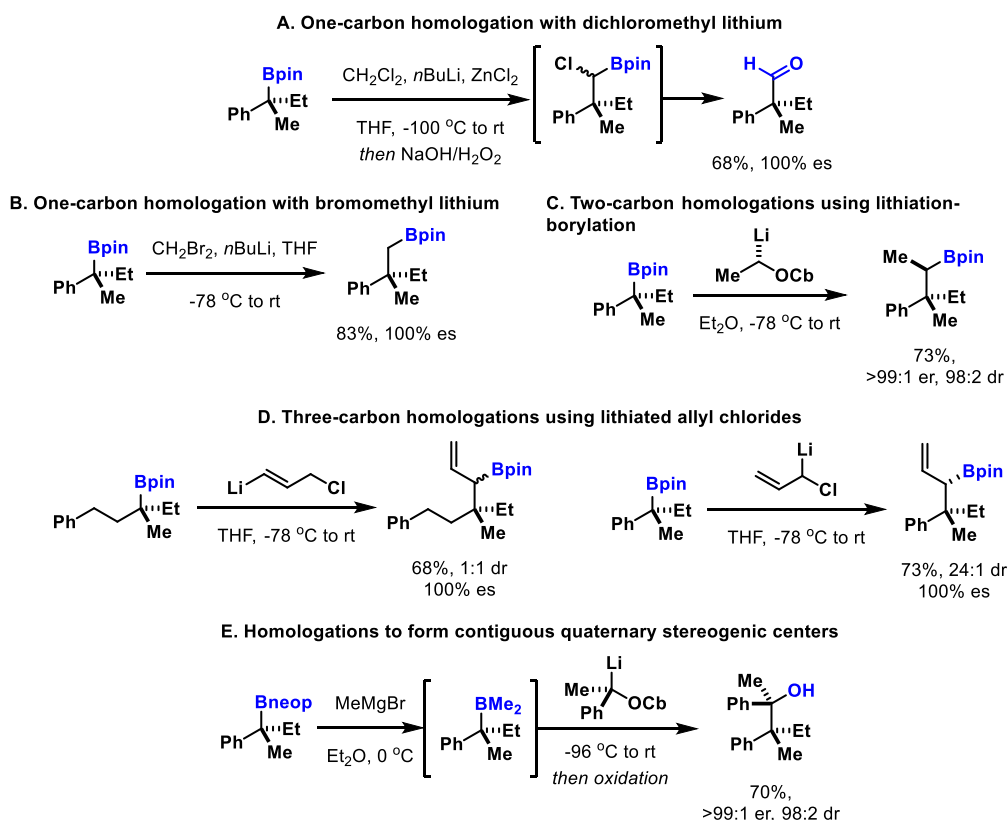 A. One-carbon homologation with dichloromethyl lithium
Bpin
Ph
Et
Me
CH2Cl2, nBuLi, ZnCl2
THF, -100 °C to rt
then NaOH/H2O2
Cl
Bpin
Ph
Et
Me
H
O
Ph
Et
Me
68%, 100% es
B. One-carbon homologation with bromomethyl lithium
Bpin
Ph
Et
Me
CH2Br2, nBuLi, THF
-78 °C to rt
Bpin
Ph
Et
Me
83%, 100% es
C. Two-carbon homologations using lithiation-
borylation
Bpin
Ph
Et
Me
Li
Me
OCb
Et2O, -78 °C to rt
Me
Bpin
Ph
Et
Me
73%,
>99:1 er, 98:2 dr
D. Three-carbon homologations using lithiated allyl chlorides
Bpin
Ph
Et
Me
Li
Cl
THF, -78 °C to rt
Bpin
Ph
Et
Me
68%, 1:1 dr
100% es
Bpin
Ph
Et
Me
Li
Cl
THF, -78 °C to rt
Bpin
Ph
Et
Me
73%, 24:1 dr
100% es
E. Homologations to form contiguous quaternary stereogenic centers
Bneop
Ph
Et
Me
MeMgBr
Et2O, 0 °C
BMe2
Ph
Et
Me
Li
Me
Ph
OCb
-96 °C to rt
then oxidation
Me
Ph
OH
Ph
Et
Me
70%,
>99:1 er. 98:2 dr